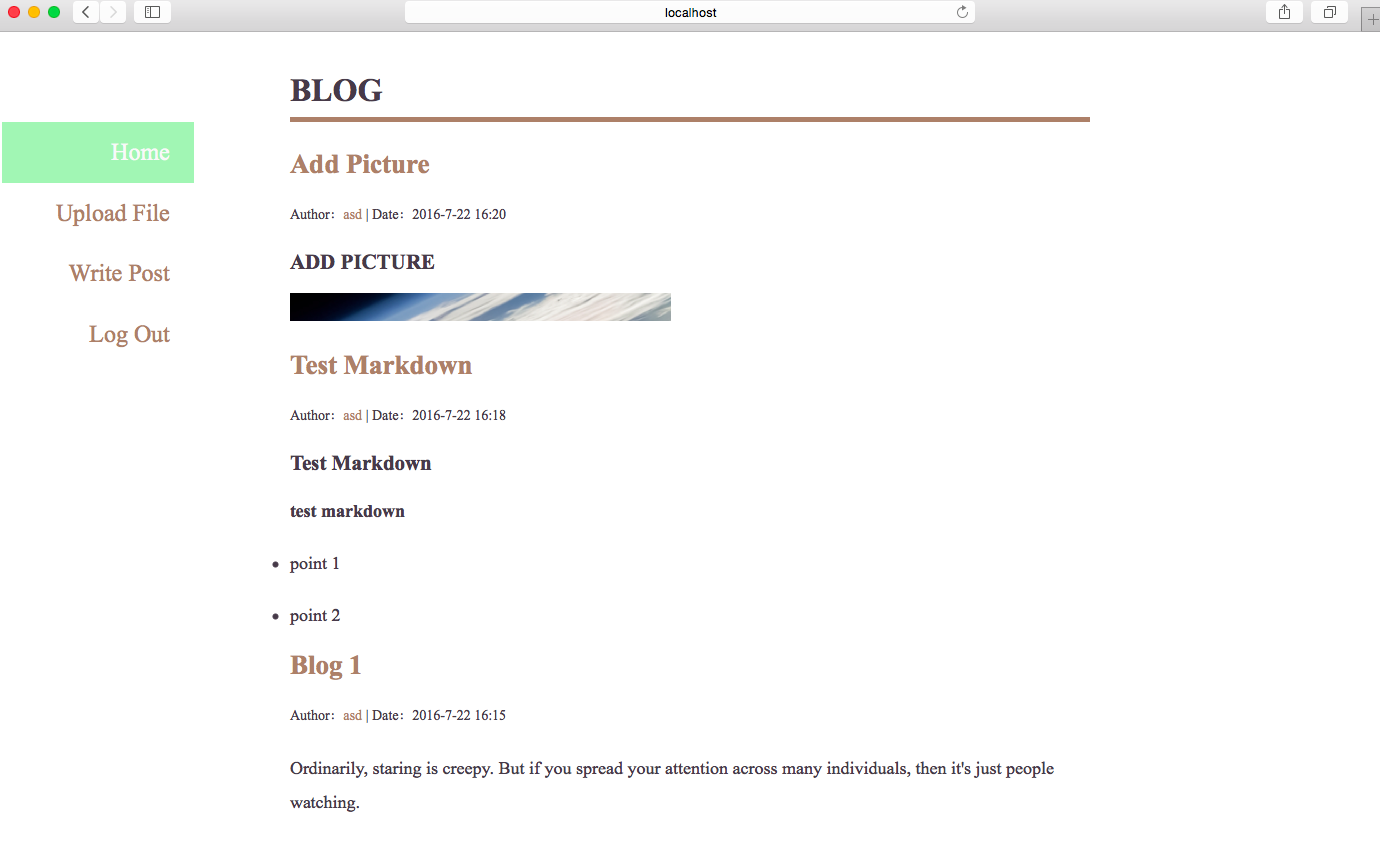 localhost
BLOG
Home
Upload File
Write Post
Log Out
Add Picture
Author：asd | Date：2016-7-22 16:20
ADD PICTURE
Test Markdown
Author：asd | Date：2016-7-22 16:18
Test Markdown
test markdown
• point 1
• point 2
Blog 1
Author：asd | Date：2016-7-22 16:15
Ordinarily, staring is creepy. But if you spread your attention across many individuals, then it's just people
watching.